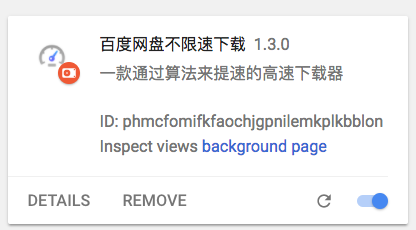 百度网盘不限速下载 1.3.0
一款通过算法来提速的高速下载器
ID: phmcfomifkfaochjgpnilemkplkbblon
Inspect views background page
DETAILS REMOVE